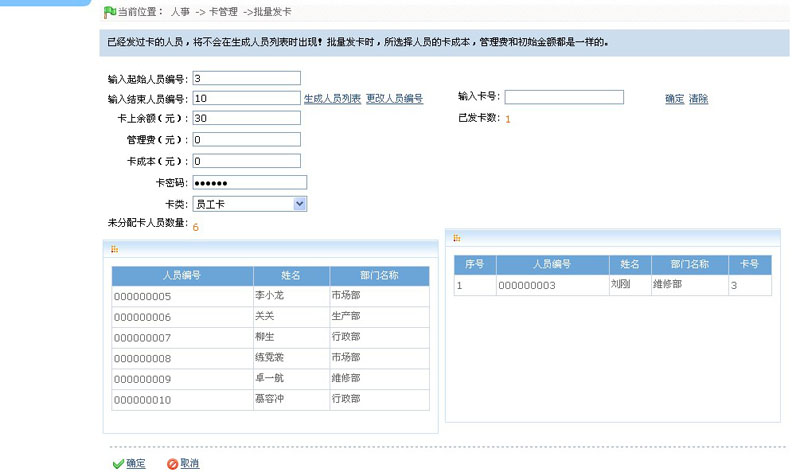 当前位置： 人事 -> 卡管理 ->批量发卡
已经发过卡的人员，将不会在生成人员列表时出现！批量发卡时，所选择人员的卡成本，管理费和初始金额都是一样的。
输入起始人员编号: 3
输入结束人员编号: 10 生成人员列表 更改人员编号 输入卡号: 确定 清除
卡上余额（元）: 30 已发卡数: 1
管理费（元）: 0
卡成本（元）: 0
卡密码: ●●●●●●
卡类: 员工卡
未分配卡人员数量: 6
人员编号 姓名 部门名称
000000005 李小龙 市场部
000000006 关关 生产部
000000007 柳生 行政部
000000008 练霓裳 市场部
000000009 卓一航 维修部
000000010 慕容冲 行政部
序号 人员编号 姓名 部门名称 卡号
1 000000003 刘刚 维修部 3
确定 取消